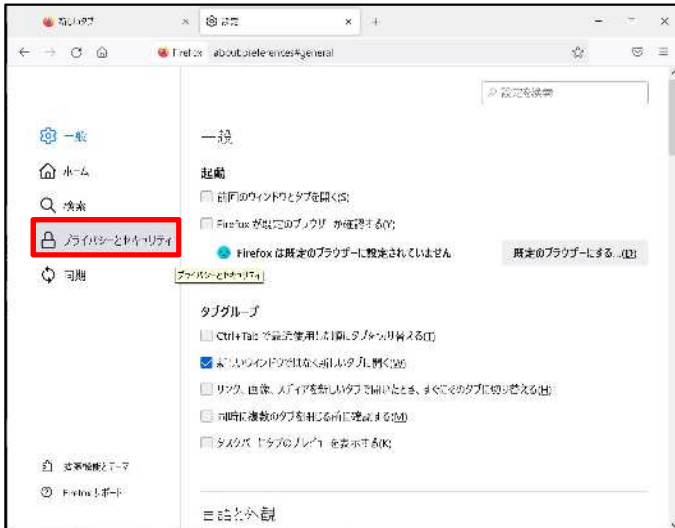 新しいタブ
設定
Firefox about:preferences#general
設定を検索
一般
ホーム
検索
プライバシーとセキュリティ
同期
プライバシーとセキュリティ
拡張機能とテーマ
Firefox サポート
一般
起動
前回のウィンドウとタブを開く(S)
Firefox が既定のブラウザーか確認する(Y)
Firefox は既定のブラウザーに設定されていません
既定のブラウザーにする...(D)
タブグループ
Ctrl+Tab で最近使用した順にタブを切り替える(T)
新しいウィンドウではなく新しいタブに開く(W)
リンク、画像、メディアを新しいタブで開いたとき、すぐにそのタブに切り替える(H)
同時に複数のタブを閉じる前に確認する(M)
タスクバーにタブのプレビューを表示する(K)
言語と外観